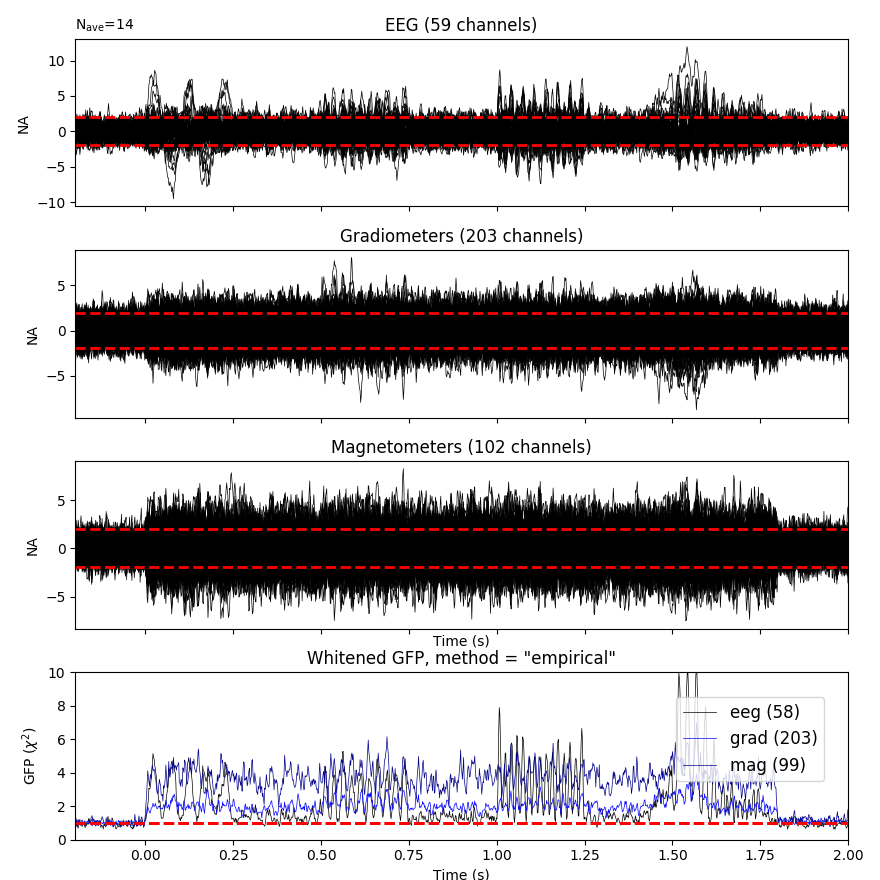 N_ave=14
EEG (59 channels)
10
5
0
−5
−10
NA
Gradiometers (203 channels)
5
0
−5
NA
Magnetometers (102 channels)
5
0
−5
NA
Time (s)
Whitened GFP, method = "empirical"
10
8
6
4
2
0
GFP (χ²)
eeg (58)
grad (203)
mag (99)
0.00 0.25 0.50 0.75 1.00 1.25 1.50 1.75 2.00
Time (s)